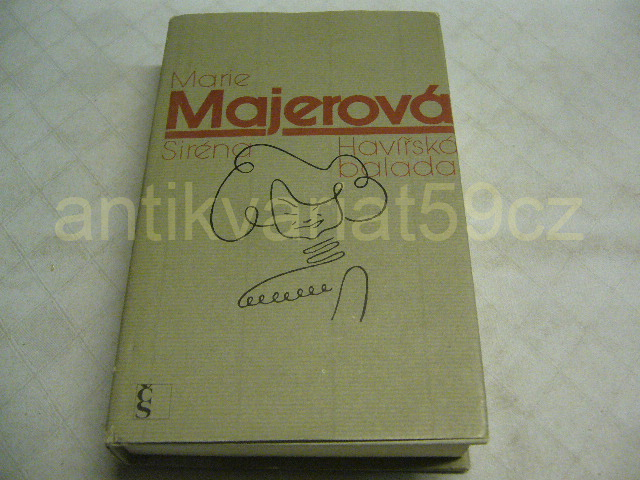 Marie
Majerová
Siréna Havířská
balada
antikvariat59cz
Čs